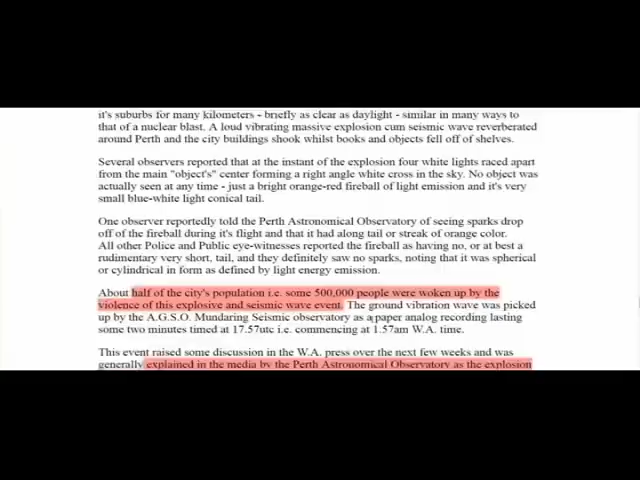 it's suburbs for many kilometers - briefly as clear as daylight - similar in many ways to
that of a nuclear blast. A loud vibrating massive explosion cum seismic wave reverberated
around Perth and the city buildings shook whilst books and objects fell off of shelves.
Several observers reported that at the instant of the explosion four white lights raced apart
from the main "object's" center forming a right angle white cross in the sky. No object was
actually seen at any time - just a bright orange-red fireball of light emission and it's very
small blue-white light conical tail.
One observer reportedly told the Perth Astronomical Observatory of seeing sparks drop
off of the fireball during it's flight and that it had along tail or streak of orange color.
All other Police and Public eye-witnesses reported the fireball as having no, or at best a
rudimentary very short, tail, and they definitely saw no sparks, noting that it was spherical
or cylindrical in form as defined by light energy emission.
About half of the city's population i.e. some 500,000 people were woken up by the
violence of this explosive and seismic wave event. The ground vibration wave was picked
up by the A.G.S.O. Mundaring Seismic observatory as a paper analog recording lasting
some two minutes timed at 17.57utc i.e. commencing at 1.57am W.A. time.
This event raised some discussion in the W.A. press over the next few weeks and was
generally explained in the media by the Perth Astronomical Observatory as the explosion